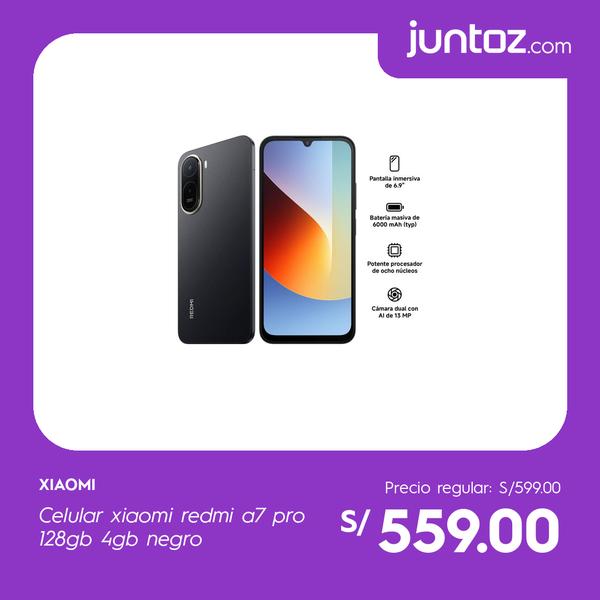 juntoz.com
Pantalla inmersiva
de 6.9"
Batería masiva de
6000 mAh (typ)
Potente procesador
de ocho núcleos
Cámara dual con
AI de 13 MP
REDMI
XIAOMI
Celular xiaomi redmi a7 pro
128gb 4gb negro
Precio regular: S/599.00
S/ 559.00